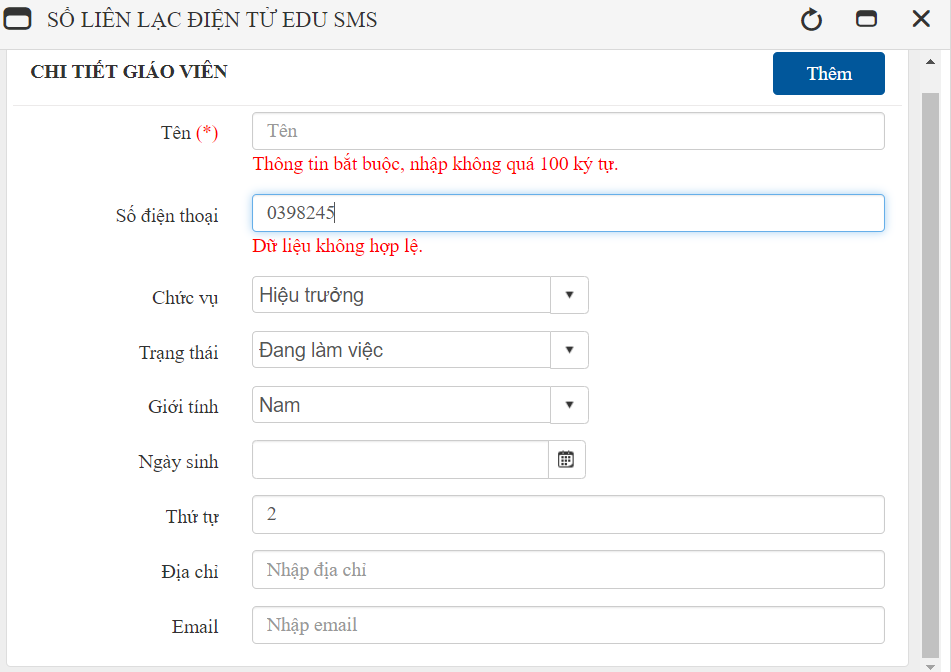 SỔ LIÊN LẠC ĐIỆN TỬ EDU SMS
CHI TIẾT GIÁO VIÊN
Thêm
Tên (*)
Tên
Thông tin bắt buộc, nhập không quá 100 ký tự.
Số điện thoại
0398245
Dữ liệu không hợp lệ.
Chức vụ
Hiệu trưởng
Trạng thái
Đang làm việc
Giới tính
Nam
Ngày sinh
Thứ tự
2
Địa chỉ
Nhập địa chỉ
Email
Nhập email